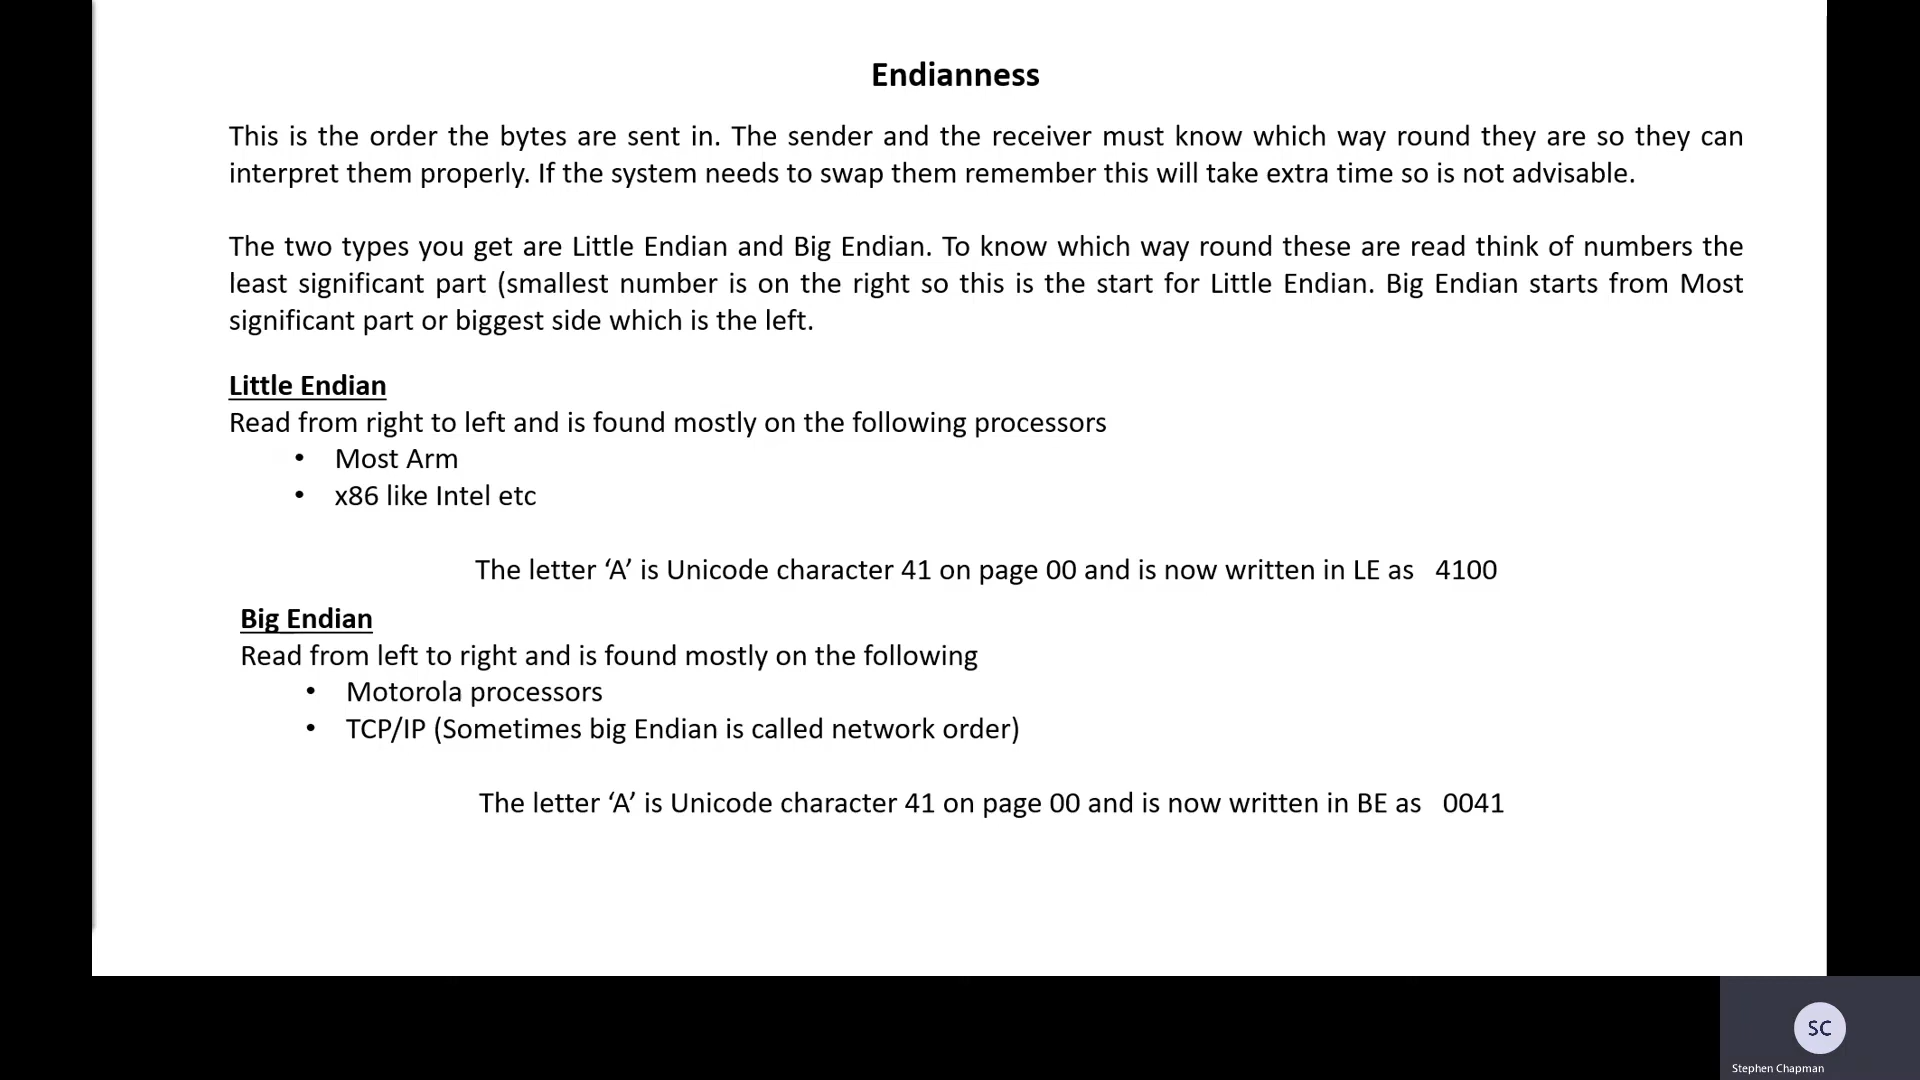 Endianness
This is the order the bytes are sent in. The sender and the receiver must know which way round they are so they can
interpret them properly. If the system needs to swap them remember this will take extra time so is not advisable.
The two types you get are Little Endian and Big Endian. To know which way round these are read think of numbers the
least significant part (smallest number is on the right so this is the start for Little Endian. Big Endian starts from Most
significant part or biggest side which is the left.
Little Endian
Read from right to left and is found mostly on the following processors
• Most Arm
• x86 like Intel etc
The letter ‘A’ is Unicode character 41 on page 00 and is now written in LE as 4100
Big Endian
Read from left to right and is found mostly on the following
• Motorola processors
• TCP/IP (Sometimes big Endian is called network order)
The letter ‘A’ is Unicode character 41 on page 00 and is now written in BE as 0041
SC
Stephen Chapman